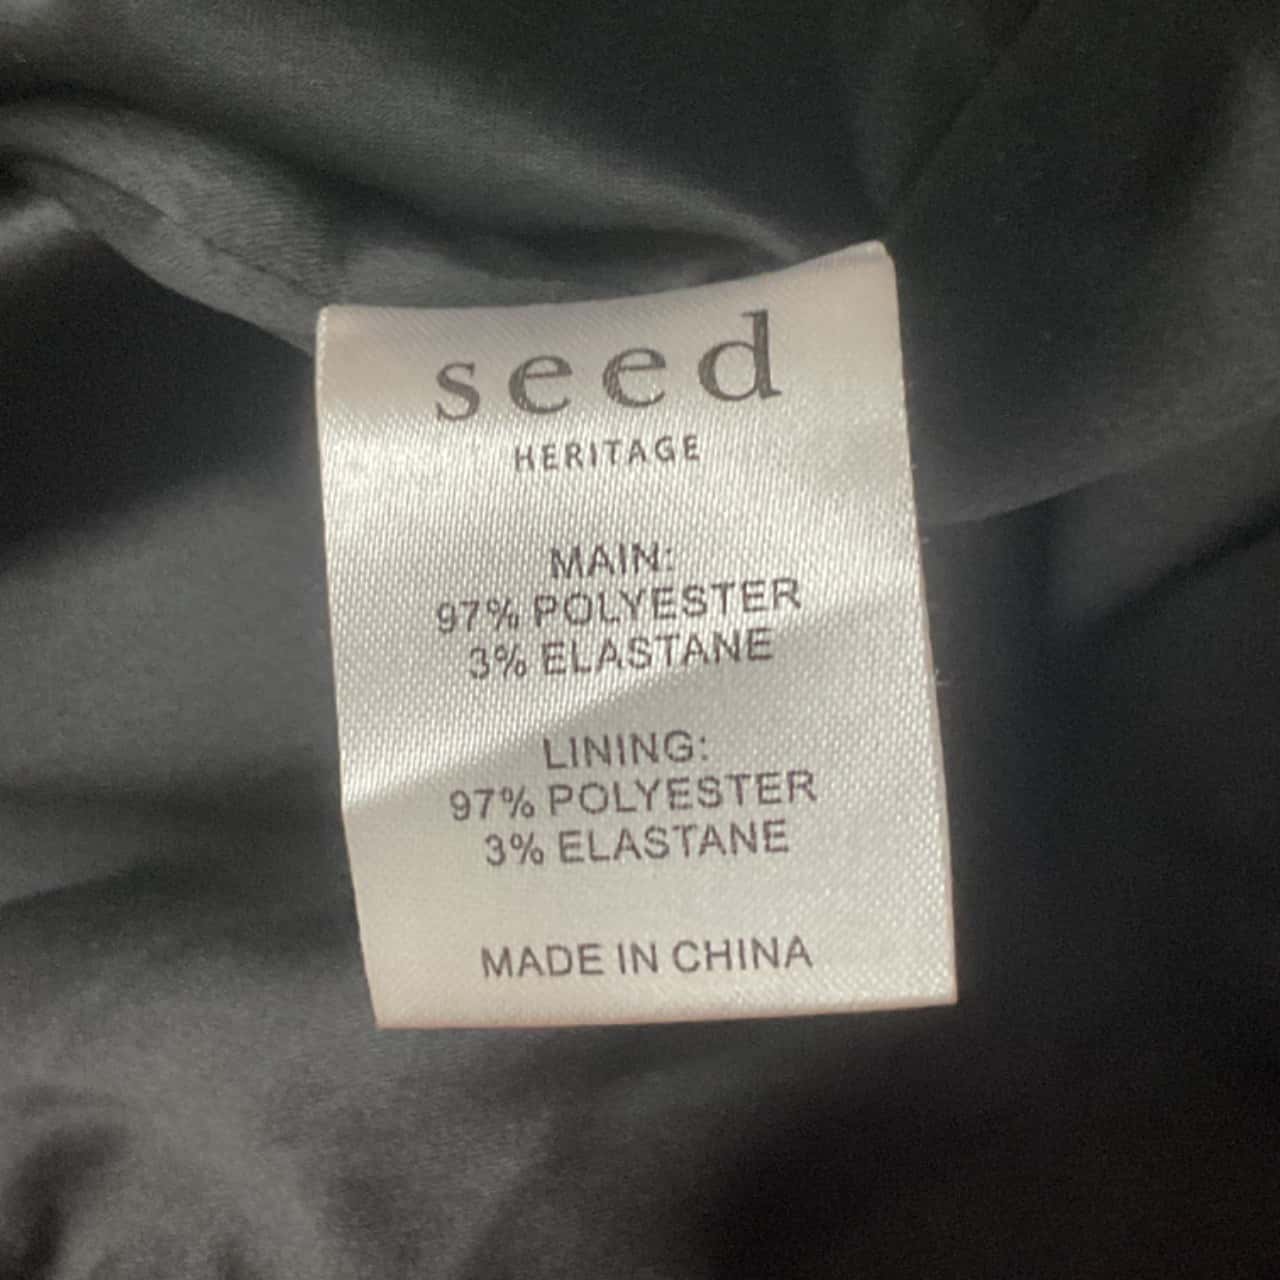 seed
HERITAGE
MAIN:
97% POLYESTER
3% ELASTANE
LINING:
97% POLYESTER
3% ELASTANE
MADE IN CHINA